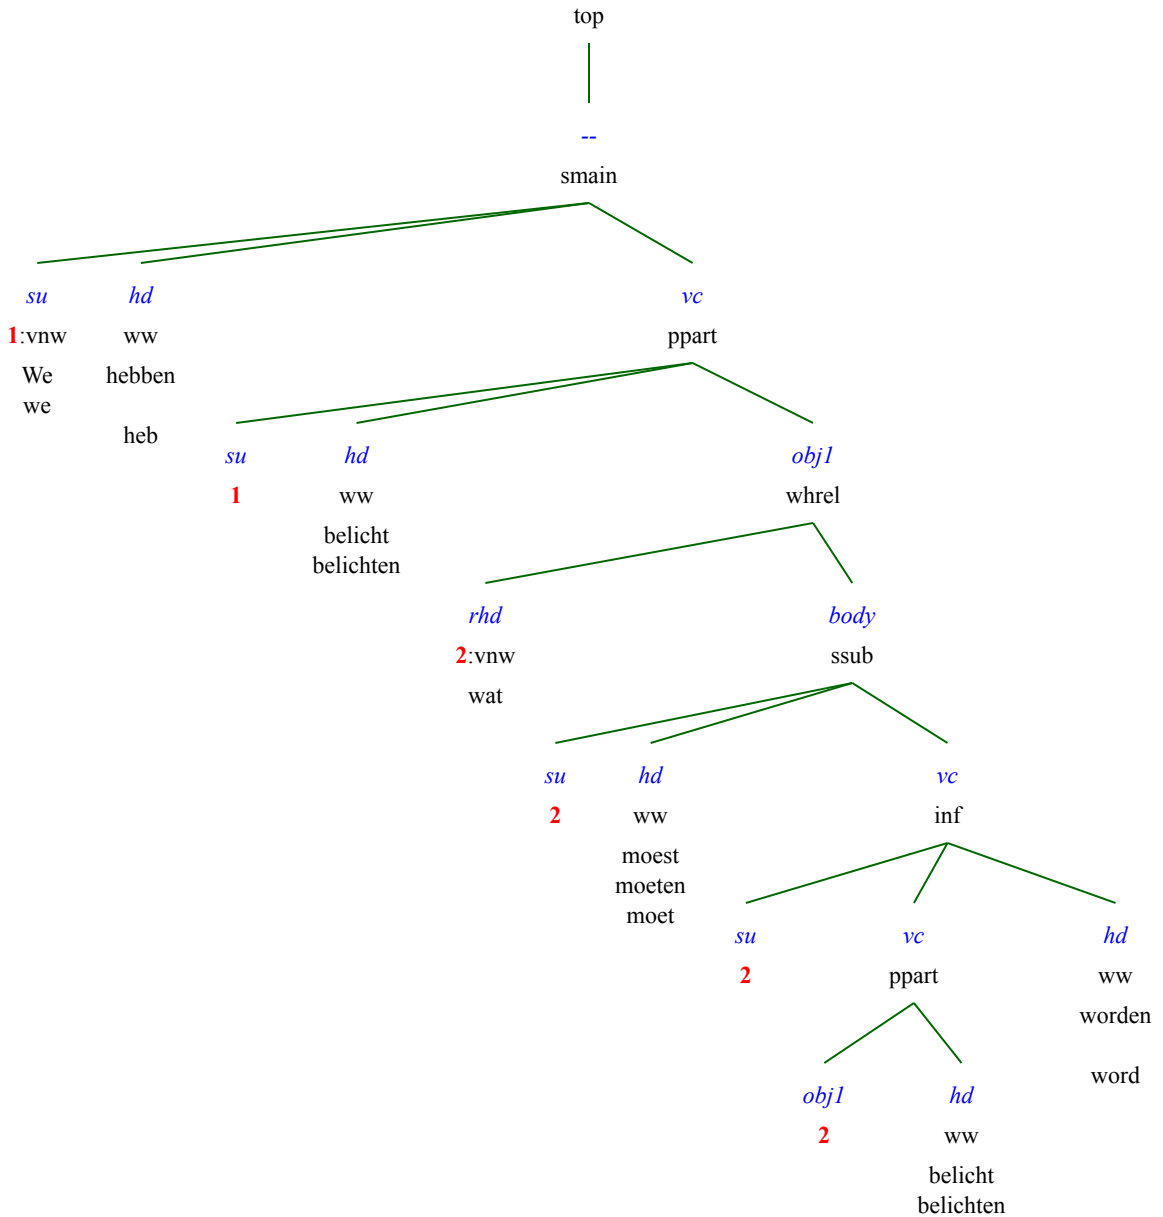 top
--
smain
su hd vc
1:vnw ww ppart
We hebben
we
heb
su hd obj1
1 ww whrel
belicht
belichten
rhd body
2:vnw ssub
wat
su hd vc
2 ww inf
moest
moeten
moet
su vc hd
2 ppart ww
worden
word
obj1 hd
2 ww
belicht
belichten